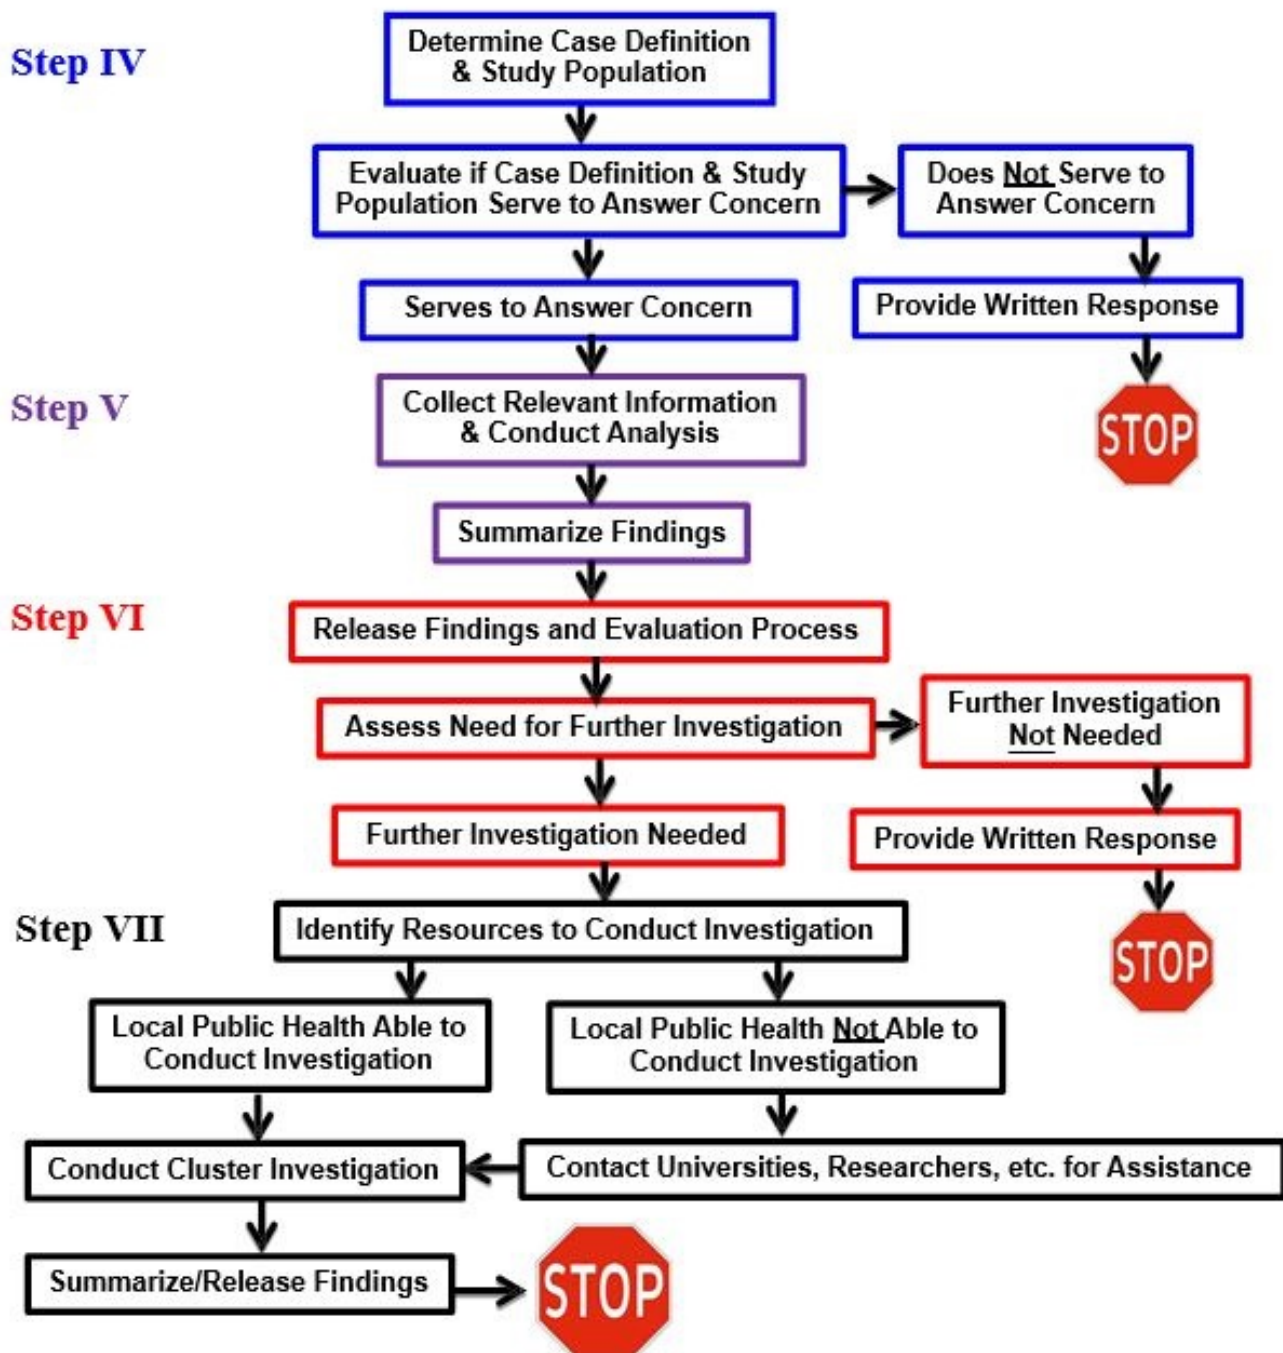 Step IV
Determine Case Definition
& Study Population
Evaluate if Case Definition & Study
Population Serve to Answer Concern
Does Not Serve to
Answer Concern
Serves to Answer Concern
Provide Written Response
STOP
Step V
Collect Relevant Information
& Conduct Analysis
Summarize Findings
Step VI
Release Findings and Evaluation Process
Assess Need for Further Investigation
Further Investigation
Not Needed
Further Investigation Needed
Provide Written Response
STOP
Step VII
Identify Resources to Conduct Investigation
Local Public Health Able to
Conduct Investigation
Local Public Health Not Able to
Conduct Investigation
Conduct Cluster Investigation
Contact Universities, Researchers, etc. for Assistance
Summarize/Release Findings
STOP